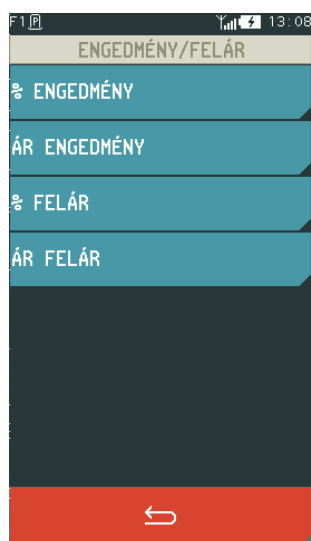 F1 P 13:08
ENGEDMÉNY/FELÁR
% ENGEDMÉNY
ÁR ENGEDMÉNY
% FELÁR
ÁR FELÁR